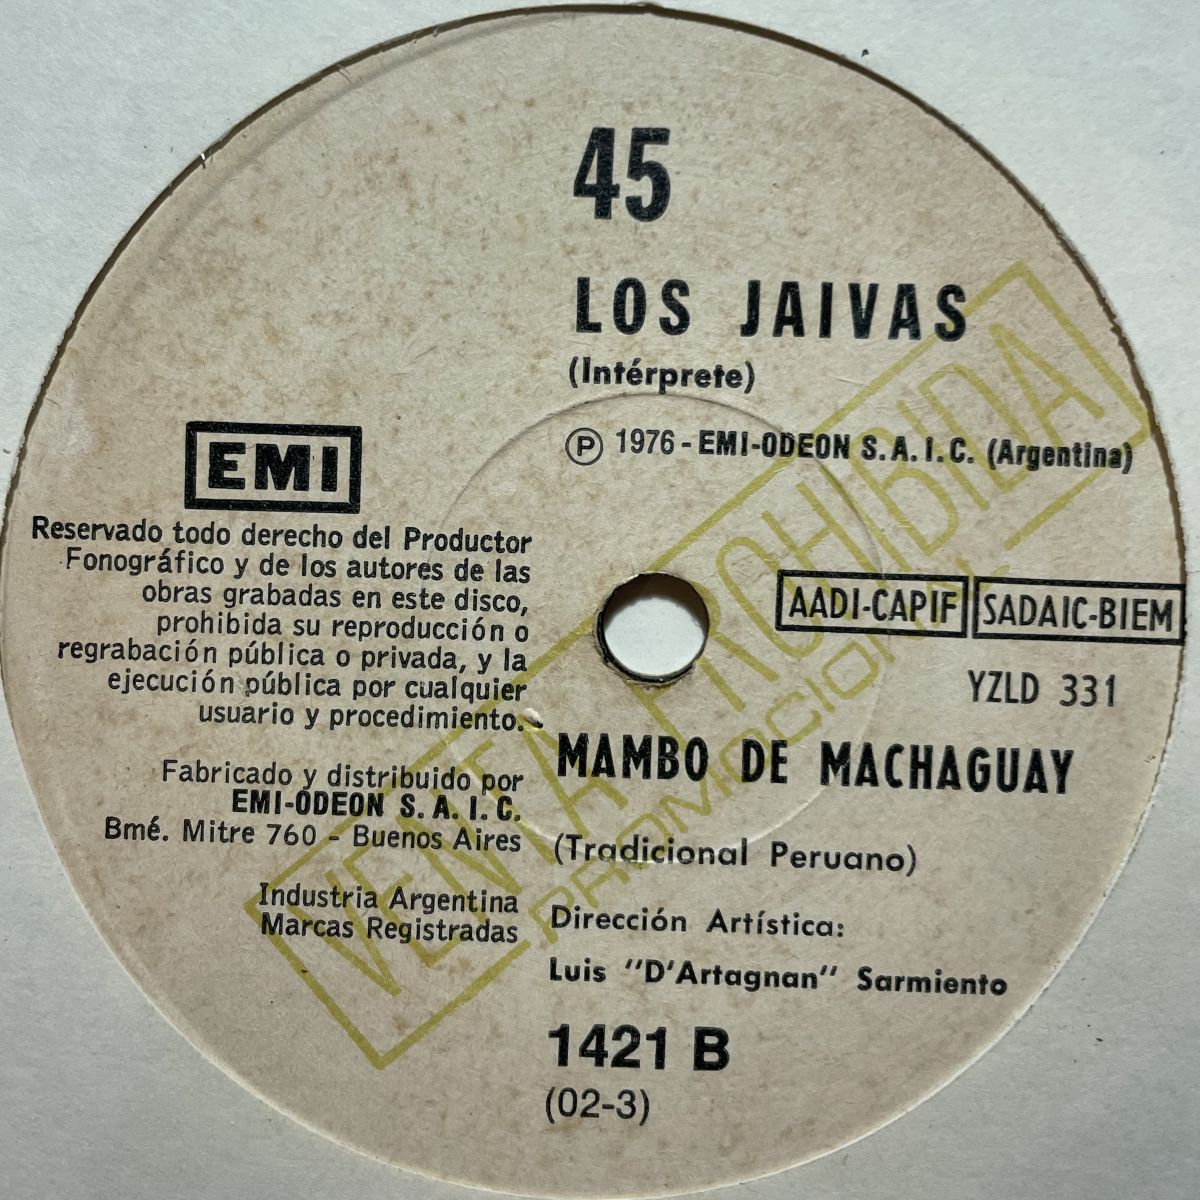 45
LOS JAIVAS
(Intérprete)
Ⓟ 1976 - EMI-ODEON S.A.I.C. (Argentina)
EMI
Reservado todo derecho del Productor
Fonográfico y de los autores de las
obras grabadas en este disco,
prohibida su reproducción o
regrabación pública o privada, y la
ejecución pública por cualquier
usuario y procedimiento.
Fabricado y distribuido por
EMI-ODEON S.A.I.C.
Bmé. Mitre 760 - Buenos Aires
Industria Argentina
Marcas Registradas
AADI-CAPIF SADAIC-BIEM
YZLD 331
MAMBO DE MACHAGUAY
(Tradicional Peruano)
Dirección Artística:
Luis "D'Artagnan" Sarmiento
1421 B
(02-3)
VENTA PROHIBIDA
PROMOCIONAL